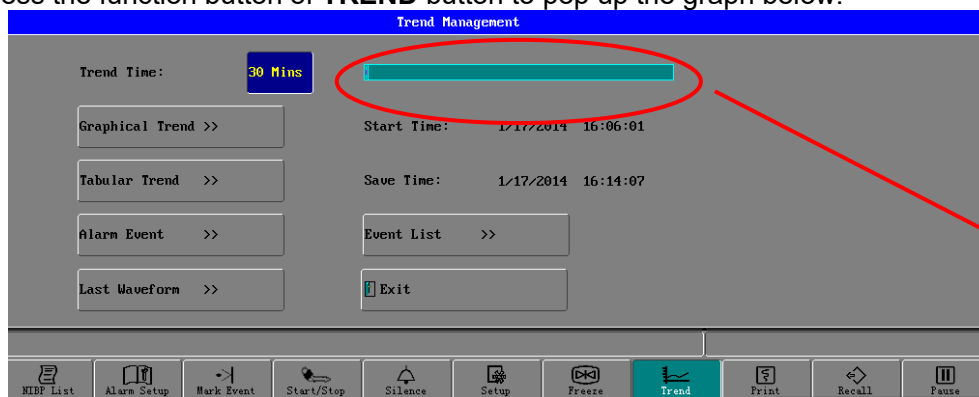 ess the function button of TREND button to pop up the graph below:
Trend Management
Trend Time: 30 Mins
Graphical Trend >>
Start Time: 1/17/2014 16:06:01
Tabular Trend >>
Save Time: 1/17/2014 16:14:07
Alarm Event >>
Event List >>
Last Waveform >>
Exit
NIBP List
Alarm Setup
Mark Event
Start/Stop
Silence
Setup
Freeze
Trend
Print
Recall
Pause